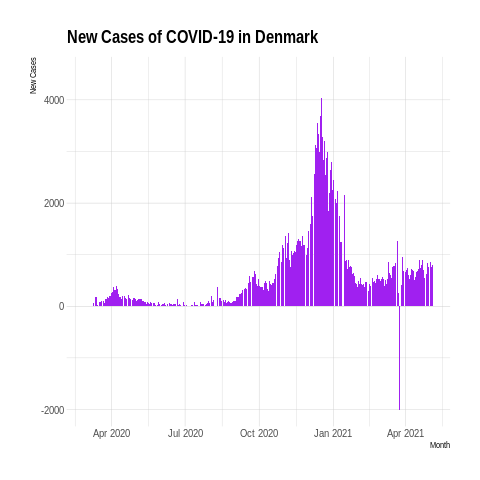 New Cases of COVID-19 in Denmark
New Cases
4000
2000
0
-2000
Apr 2020 Jul 2020 Oct 2020 Jan 2021 Apr 2021
Month